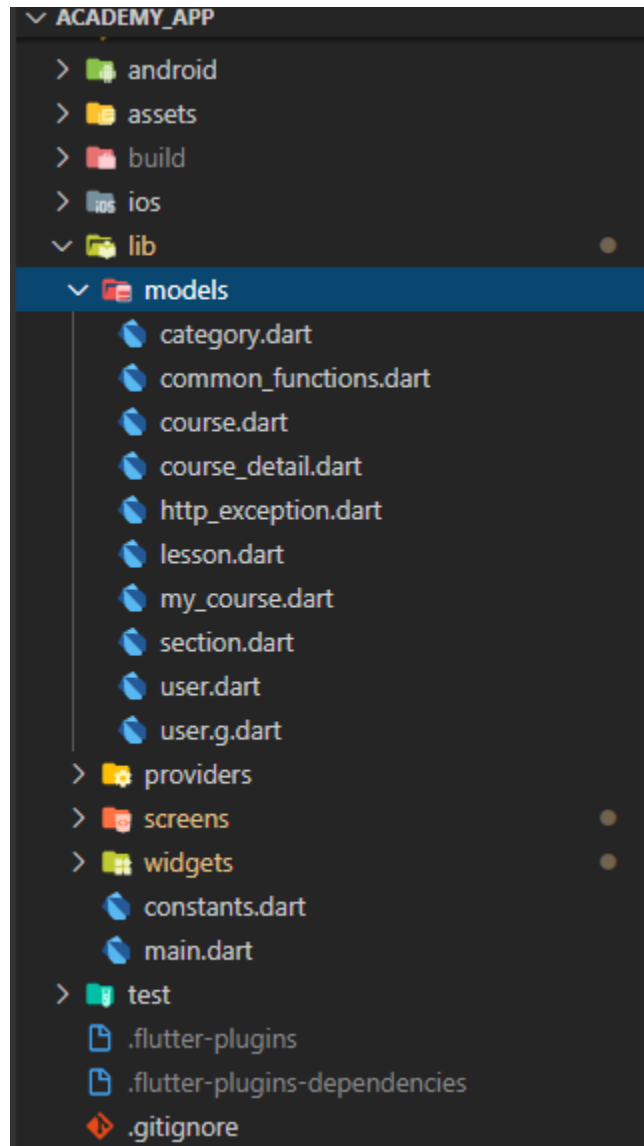 ACADEMY_APP
android
assets
build
ios
lib
models
category.dart
common_functions.dart
course.dart
course_detail.dart
http_exception.dart
lesson.dart
my_course.dart
section.dart
user.dart
user.g.dart
providers
screens
widgets
constants.dart
main.dart
test
.flutter-plugins
.flutter-plugins-dependencies
.gitignore